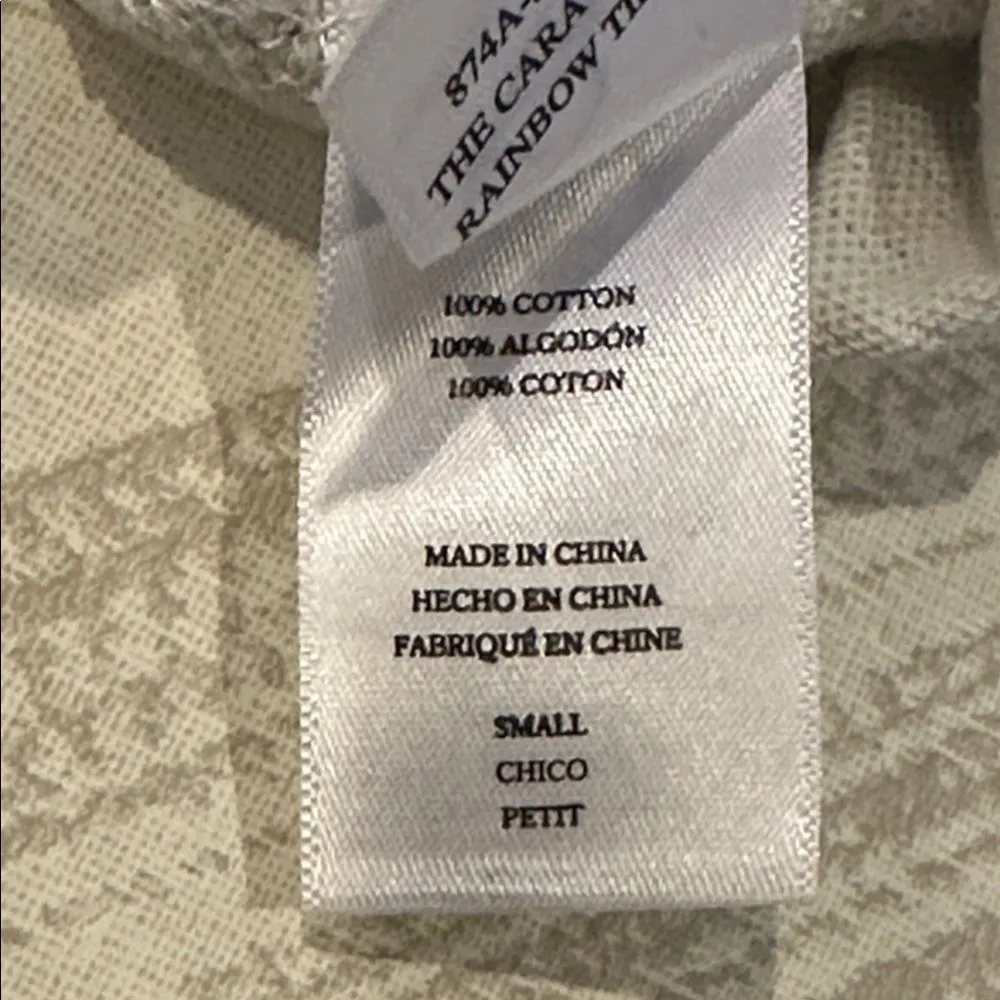 874A-
THE CARA
RAINBOW
100% COTTON
100% ALGODÓN
100% COTON
MADE IN CHINA
HECHO EN CHINA
FABRIQUÉ EN CHINE
SMALL
CHICO
PETIT